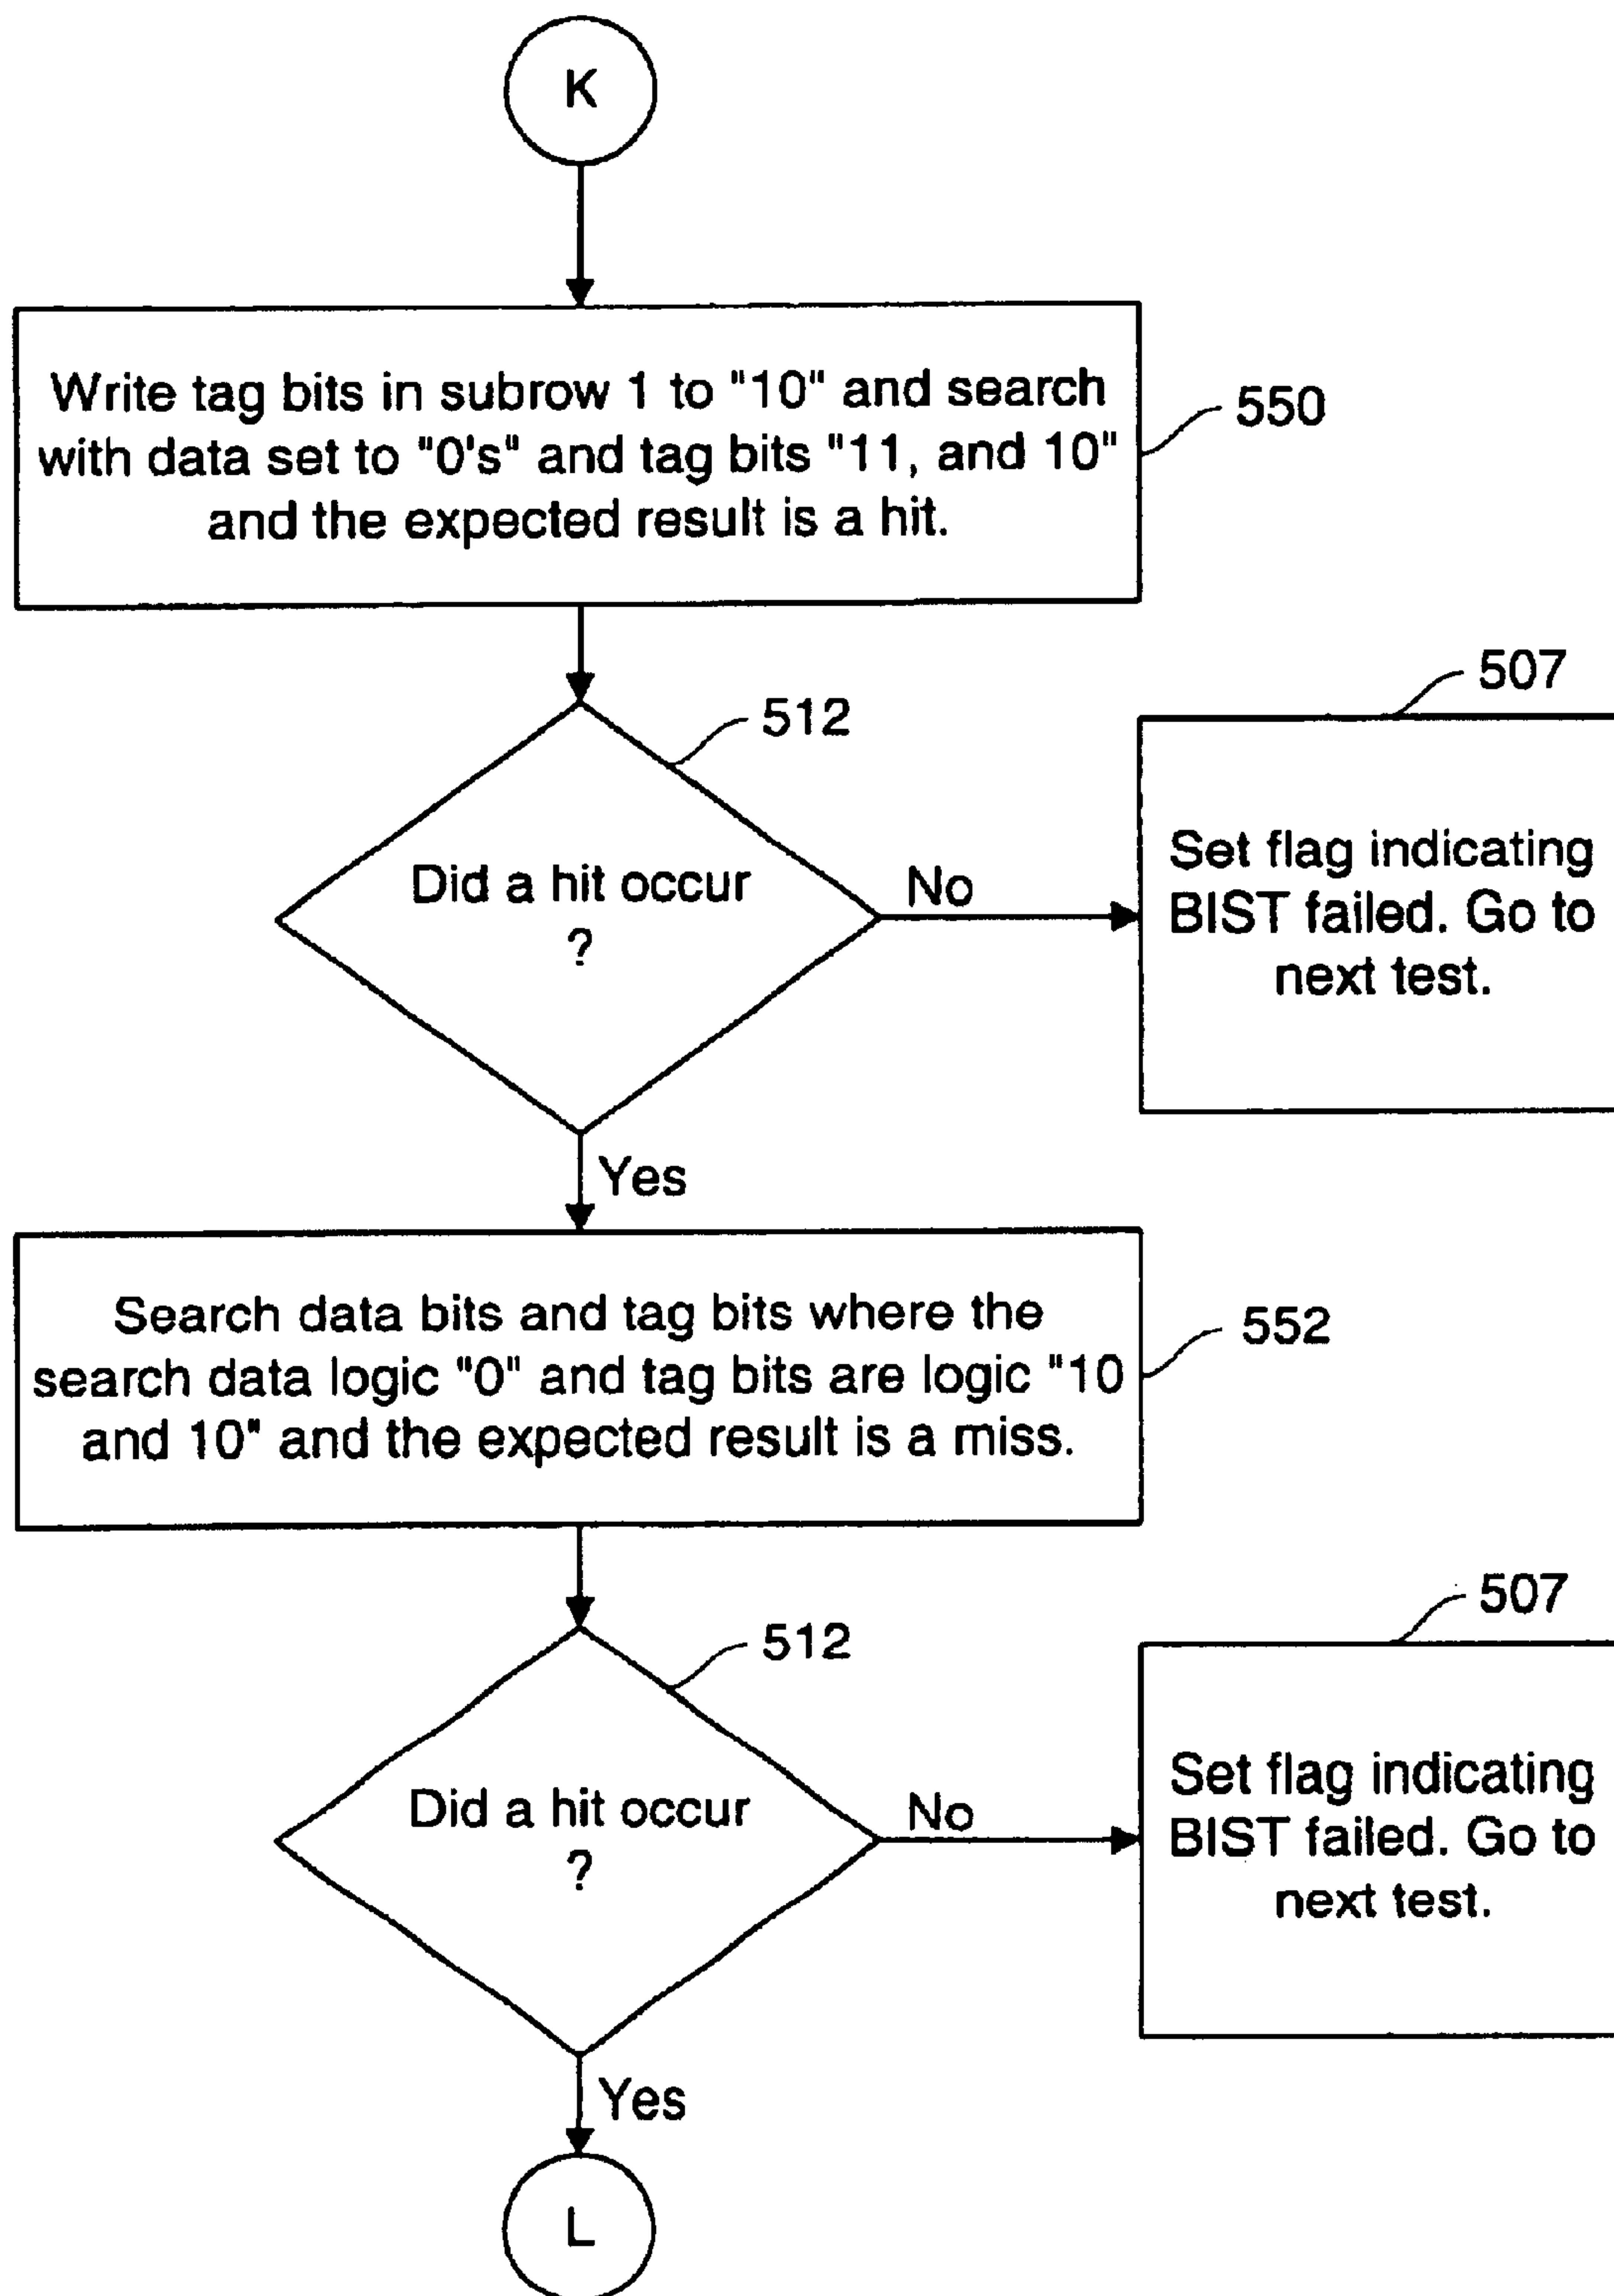 K
Write tag bits in subrow 1 to "10" and search
with data set to "0's" and tag bits "11, and 10"
and the expected result is a hit.
550
512
Did a hit occur
?
No
507
Set flag indicating
BIST failed. Go to
next test.
Yes
Search data bits and tag bits where the
search data logic "0" and tag bits are logic "10
and 10" and the expected result is a miss.
552
512
Did a hit occur
?
No
507
Set flag indicating
BIST failed. Go to
next test.
Yes
L